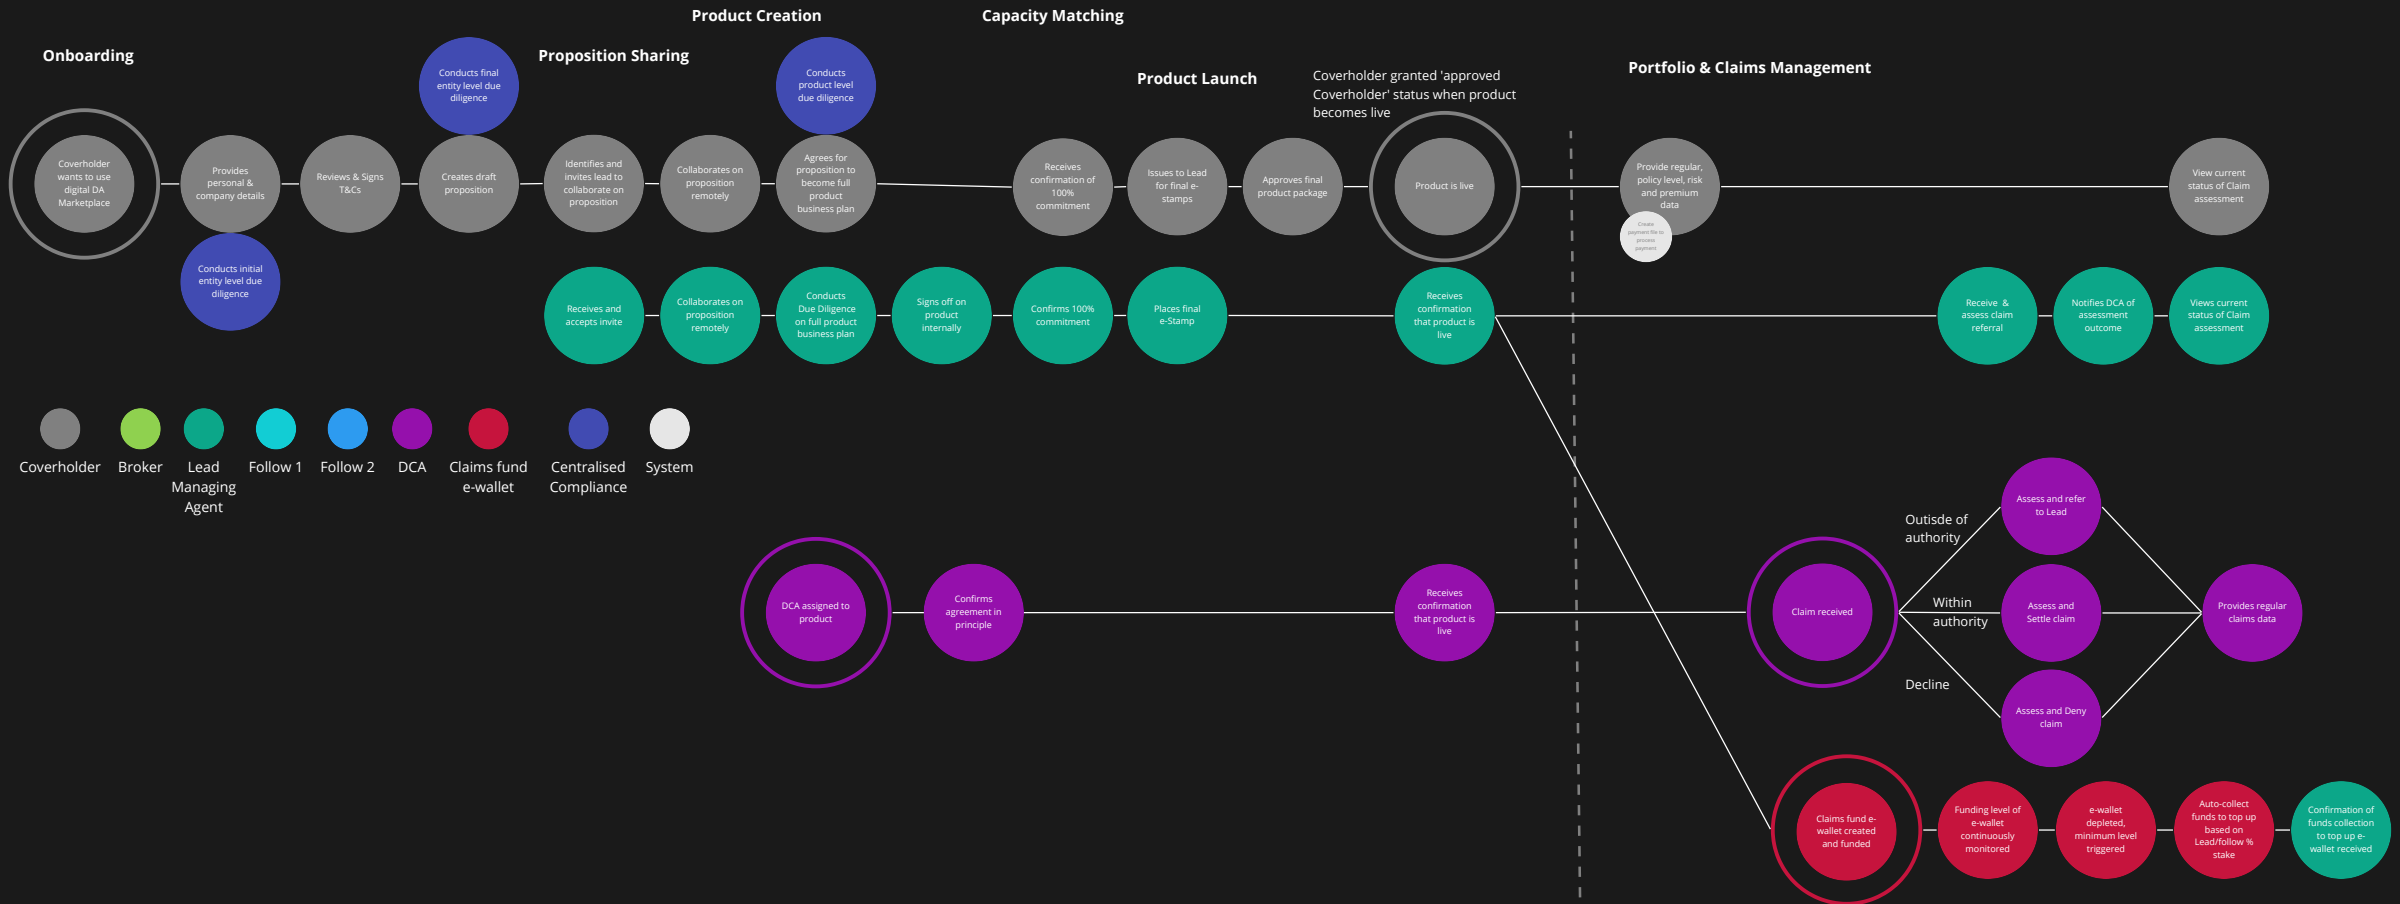 Product Creation
Capacity Matching
Onboarding
Proposition Sharing
Portfolio & Claims Management
Product Launch
Coverholder granted 'approved
Coverholder' status when product
becomes live
Conducts final
entity level due
diligence
Conducts
product level
due diligence
Coverholder
wants to use
digital DA
Marketplace
Provides
personal &
company details
Reviews & Signs
T&Cs
Creates draft
proposition
Identifies and
invites lead to
collaborate on
proposition
Collaborates on
proposition
remotely
Agrees for
proposition to
become full
product
business plan
Receives
confirmation of
100%
commitment
Issues to Lead
for final e-
stamps
Approves final
product package
Product is live
Provide regular,
policy level, risk
and premium
data
Create
payment file to
process
payment
View current
status of Claim
assessment
Conducts initial
entity level due
diligence
Receives and
accepts invite
Collaborates on
proposition
remotely
Conducts
Due Diligence
on full product
business plan
Signs off on
product
internally
Confirms 100%
commitment
Places final
e-Stamp
Receives
confirmation
that product is
live
Receive &
assess claim
referral
Notifies DCA of
assessment
outcome
Views current
status of Claim
assessment
Coverholder
Broker
Lead
Managing
Agent
Follow 1
Follow 2
DCA
Claims fund
e-wallet
Centralised
Compliance
System
DCA assigned to
product
Confirms
agreement in
principle
Receives
confirmation
that product is
live
Claim received
Outisde of
authority
Within
authority
Decline
Assess and refer
to Lead
Assess and
Settle claim
Assess and Deny
claim
Provides regular
claims data
Claims fund e-
wallet created
and funded
Funding level of
e-wallet
continuously
monitored
e-wallet
depleted,
minimum level
triggered
Auto-collect
funds to top up
based on
Lead/follow %
stake
Confirmation of
funds collection
to top up e-
wallet received